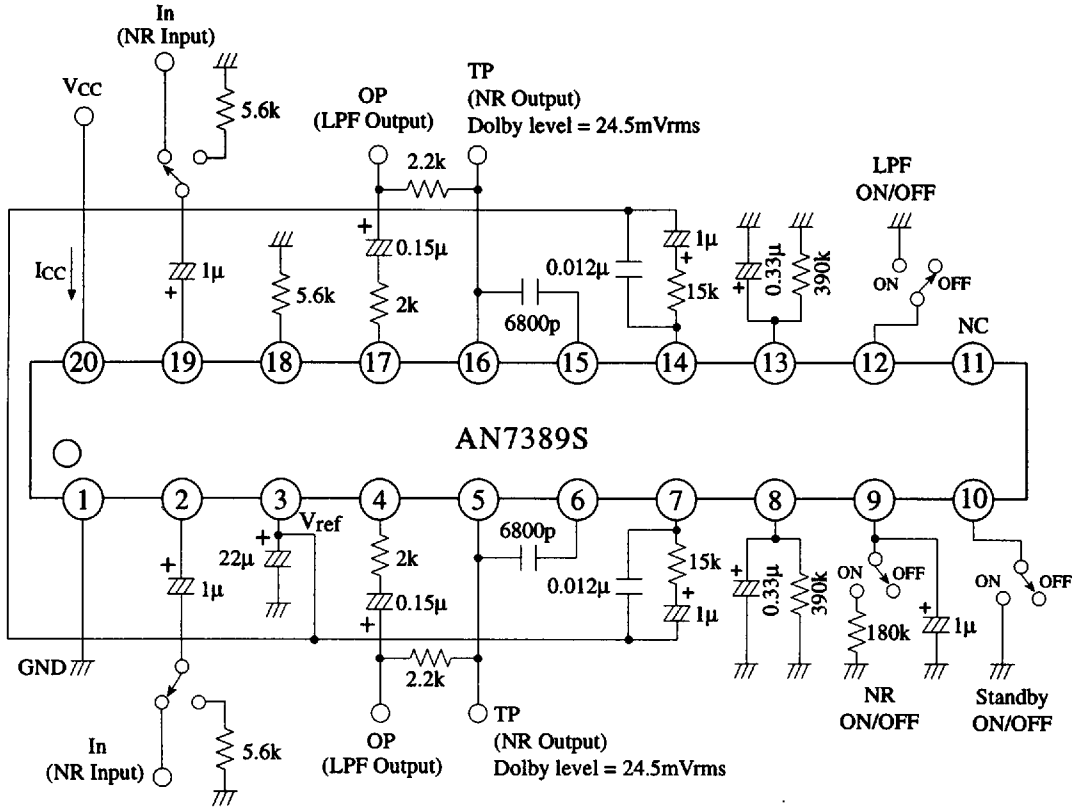 In
(NR Input)
VCC
5.6k
OP
(LPF Output)
TP
(NR Output)
Dolby level = 24.5mVrms
2.2k
LPF
ON/OFF
ICC
+
1μ
5.6k
+
0.15μ
2k
6800p
0.012μ
1μ
+
15k
+
0.33μ
390k
ON
OFF
NC
20
19
18
17
16
15
14
13
12
11
AN7389S
1
2
3
4
5
6
7
8
9
10
Vref
+
1μ
+
22μ
2k
0.15μ
+
6800p
0.012μ
15k
+
1μ
+
0.33μ
390k
ON
OFF
180k
+
1μ
ON
OFF
GND
2.2k
NR
ON/OFF
Standby
ON/OFF
In
(NR Input)
5.6k
OP
(LPF Output)
TP
(NR Output)
Dolby level = 24.5mVrms